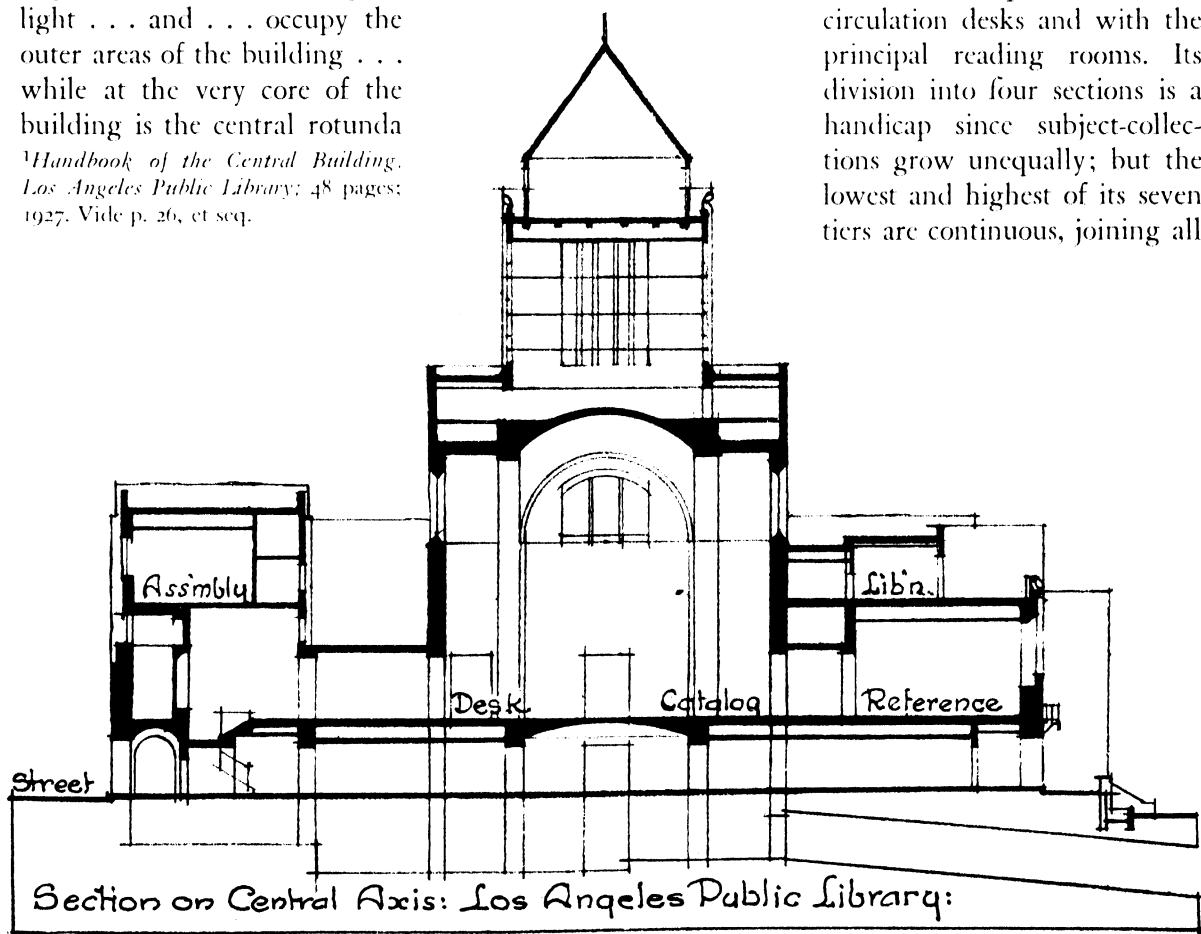 light . . . and . . . occupy the
outer areas of the building . . .
while at the very core of the
building is the central rotunda
¹Handbook of the Central Building,
Los Angeles Public Library; 48 pages;
1927. Vide p. 26, et seq.
circulation desks and with the
principal reading rooms. Its
division into four sections is a
handicap since subject-collec-
tions grow unequally; but the
lowest and highest of its seven
tiers are continuous, joining all
Ass'mbly
Lib'n.
Desk
Catalog
Reference
Street
Section on Central Axis: Los Angeles Public Library: